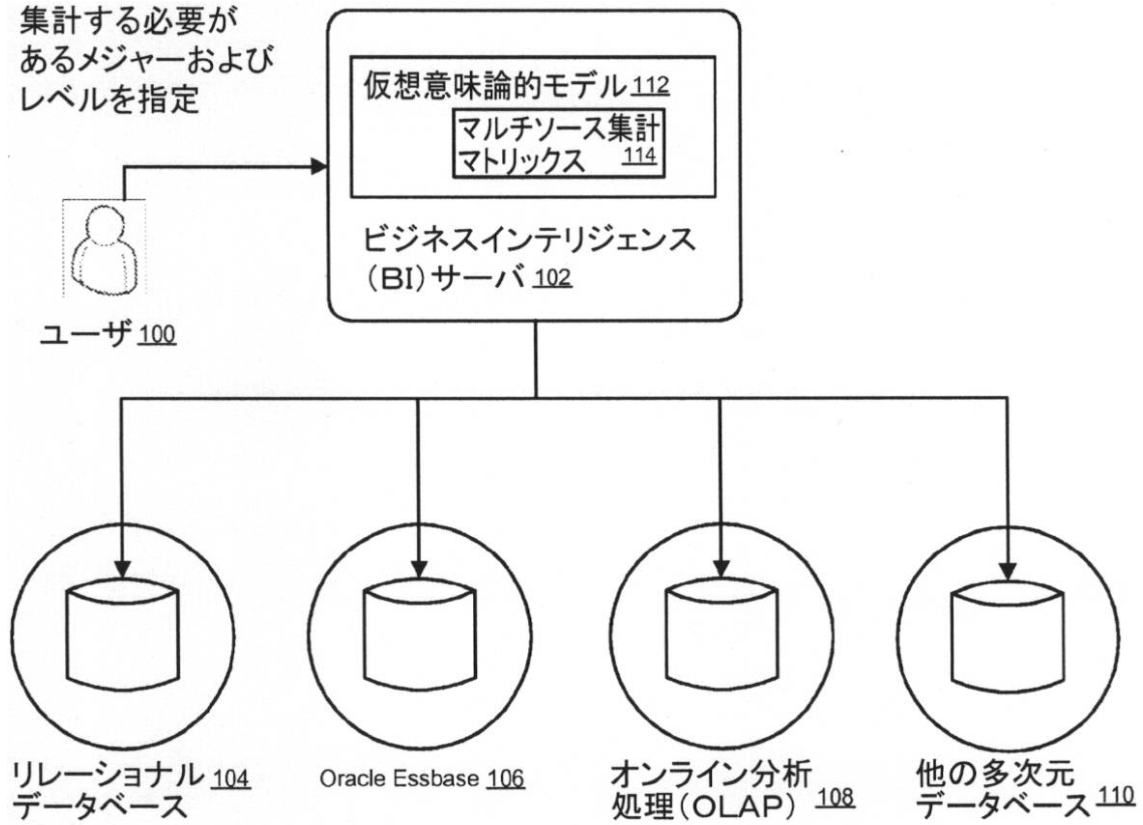 集計する必要が
あるメジャーおよび
レベルを指定
仮想意味論的モデル 112
マルチソース集計
マトリックス 114
ビジネスインテリジェンス
(BI)サーバ 102
ユーザ 100
リレーショナル 104
データベース
Oracle Essbase 106
オンライン分析
処理(OLAP) 108
他の多次元
データベース 110